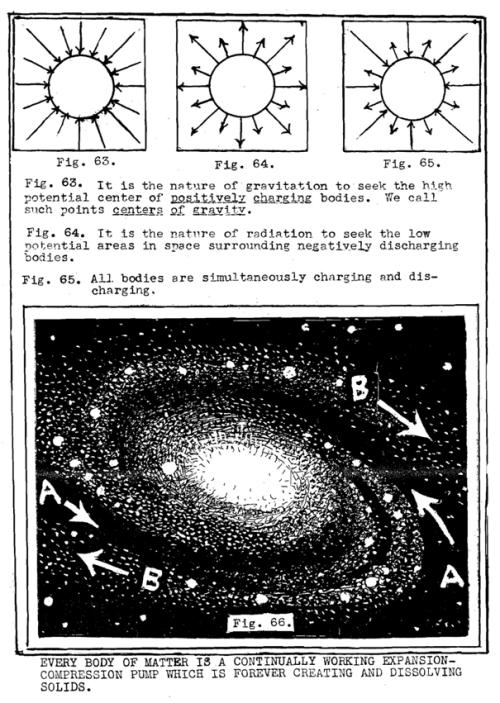 Fig. 63.
Fig. 64.
Fig. 65.
Fig. 63. It is the nature of gravitation to seek the high
potential center of positively charging bodies. We call
such points centers of gravity.
Fig. 64. It is the nature of radiation to seek the low
potential areas in space surrounding negatively discharging
bodies.
Fig. 65. All bodies are simultaneously charging and dis-
charging.
B
A
A
B
Fig. 66.
EVERY BODY OF MATTER IS A CONTINUALLY WORKING EXPANSION-
COMPRESSION PUMP WHICH IS FOREVER CREATING AND DISSOLVING
SOLIDS.